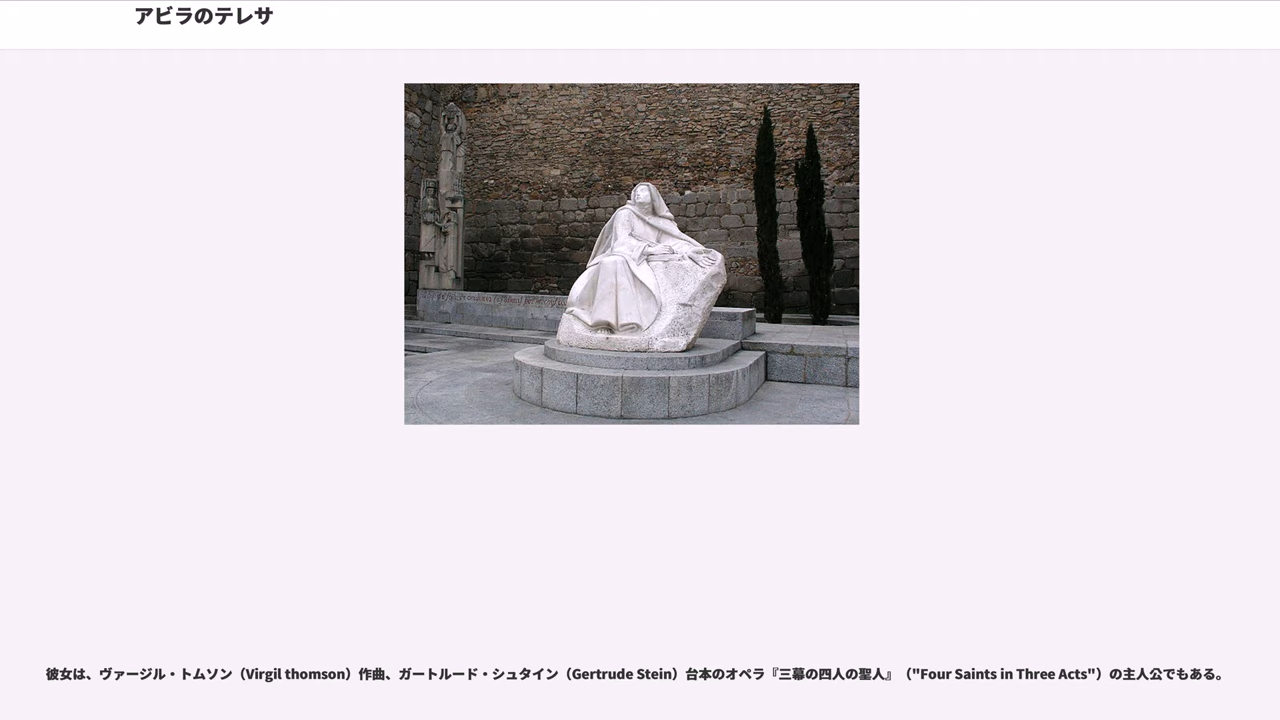 アビラのテレサ
彼女は、ヴァージル・トムソン（Virgil thomson）作曲、ガートルード・シュタイン（Gertrude Stein）台本のオペラ『三幕の四人の聖人』（"Four Saints in Three Acts"）の主人公でもある。